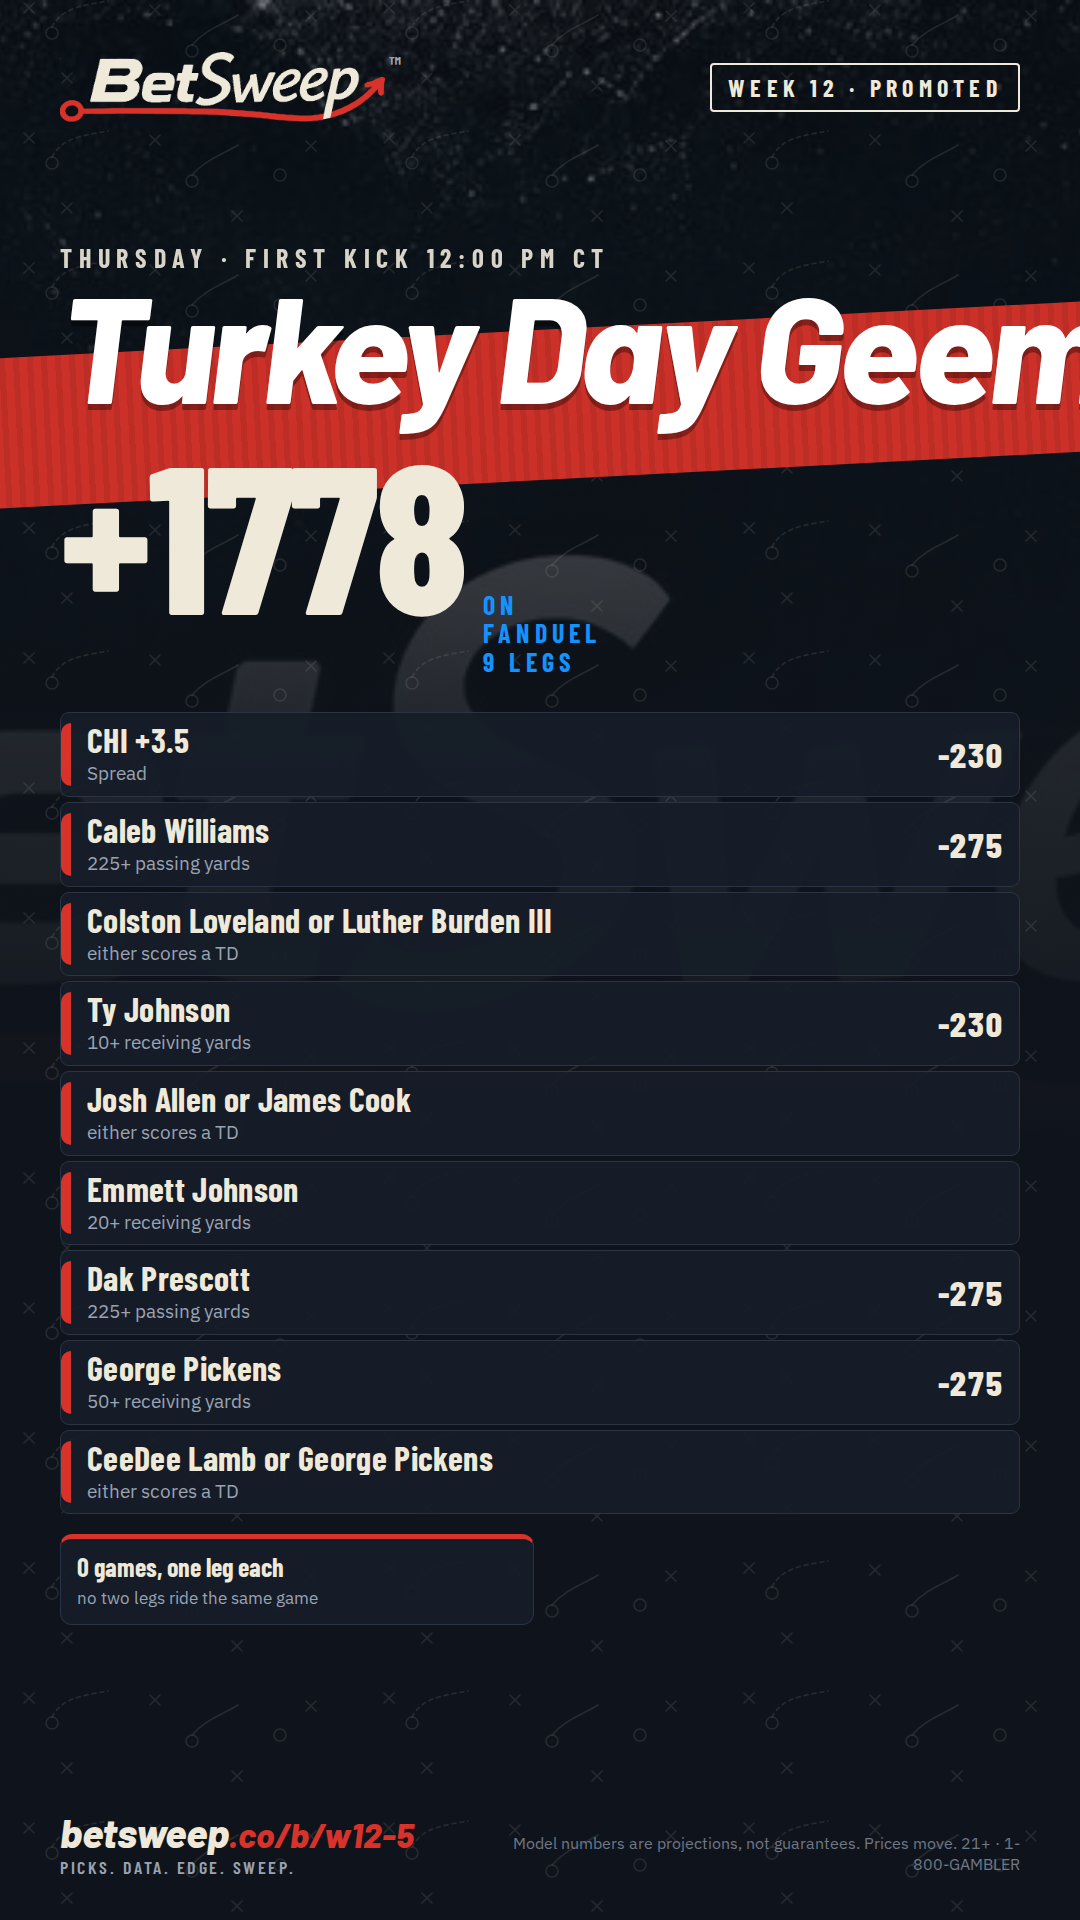 BetSweep TM
WEEK 12 · PROMOTED
THURSDAY · FIRST KICK 12:00 PM CT
Turkey Day Geem
+1778
ON
FANDUEL
9 LEGS
CHI +3.5
Spread
-230
Caleb Williams
225+ passing yards
-275
Colston Loveland or Luther Burden III
either scores a TD
Ty Johnson
10+ receiving yards
-230
Josh Allen or James Cook
either scores a TD
Emmett Johnson
20+ receiving yards
Dak Prescott
225+ passing yards
-275
George Pickens
50+ receiving yards
-275
CeeDee Lamb or George Pickens
either scores a TD
0 games, one leg each
no two legs ride the same game
betsweep.co/b/w12-5
PICKS. DATA. EDGE. SWEEP.
Model numbers are projections, not guarantees. Prices move. 21+ · 1-
800-GAMBLER